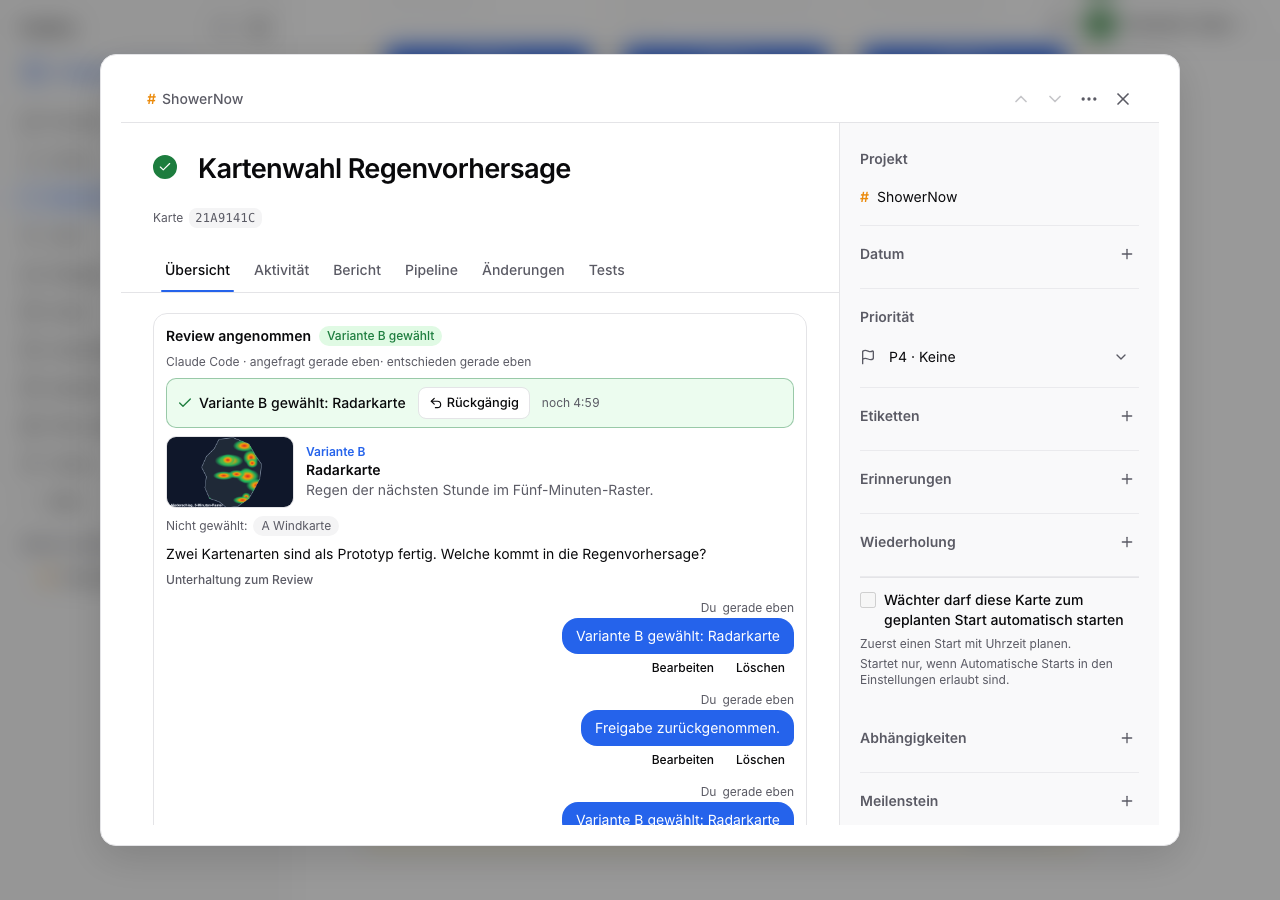 # ShowerNow
Kartenwahl Regenvorhersage
Karte 21A9141C
Übersicht Aktivität Bericht Pipeline Änderungen Tests
Review angenommen Variante B gewählt
Claude Code · angefragt gerade eben· entschieden gerade eben
Variante B gewählt: Radarkarte Rückgängig noch 4:59
Variante B
Radarkarte
Regen der nächsten Stunde im Fünf-Minuten-Raster.
Nicht gewählt: A Windkarte
Zwei Kartenarten sind als Prototyp fertig. Welche kommt in die Regenvorhersage?
Unterhaltung zum Review
Du gerade eben
Variante B gewählt: Radarkarte
Bearbeiten Löschen
Du gerade eben
Freigabe zurückgenommen.
Bearbeiten Löschen
Du gerade eben
Variante B gewählt: Radarkarte
Projekt
# ShowerNow
Datum
Priorität
P4 · Keine
Etiketten
Erinnerungen
Wiederholung
Wächter darf diese Karte zum
geplanten Start automatisch starten
Zuerst einen Start mit Uhrzeit planen.
Startet nur, wenn Automatische Starts in den
Einstellungen erlaubt sind.
Abhängigkeiten
Meilenstein